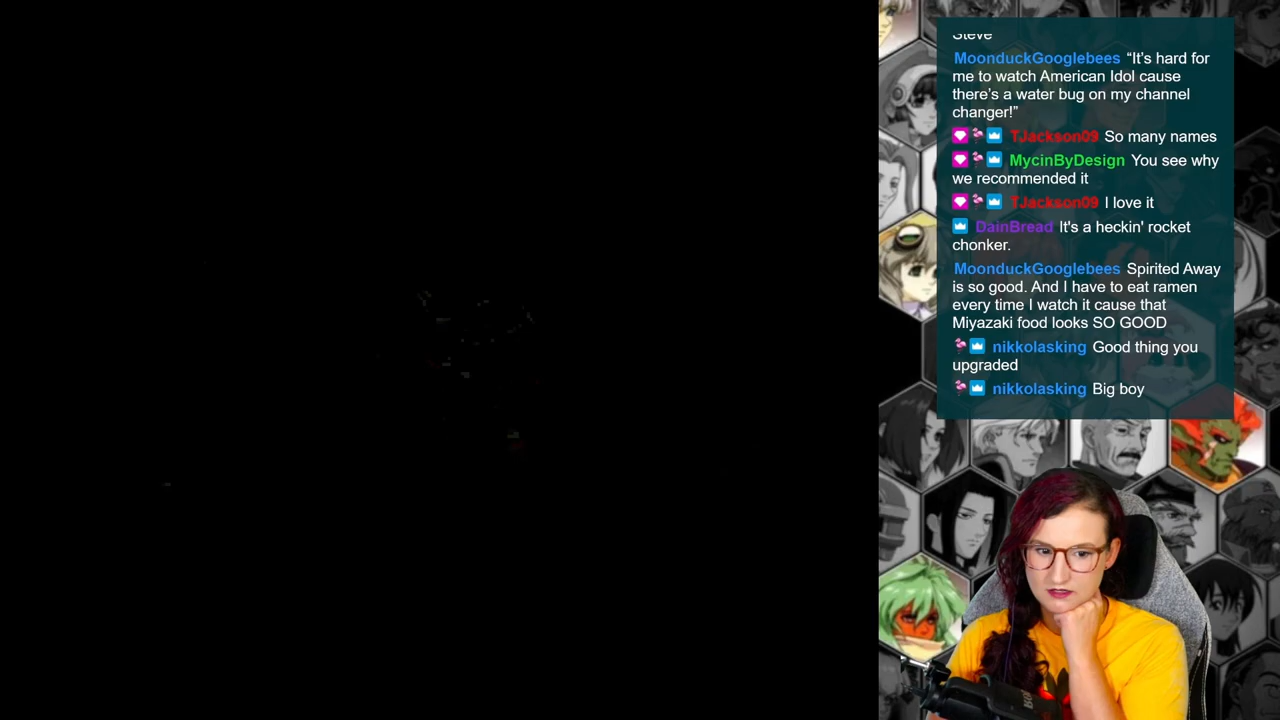 Steve
MoonduckGooglebees “It’s hard for
me to watch American Idol cause
there’s a water bug on my channel
changer!”
TJackson09 So many names
MycinByDesign You see why
we recommended it
TJackson09 I love it
DainBread It's a heckin' rocket
chonker.
MoonduckGooglebees Spirited Away
is so good. And I have to eat ramen
every time I watch it cause that
Miyazaki food looks SO GOOD
nikkolasking Good thing you
upgraded
nikkolasking Big boy